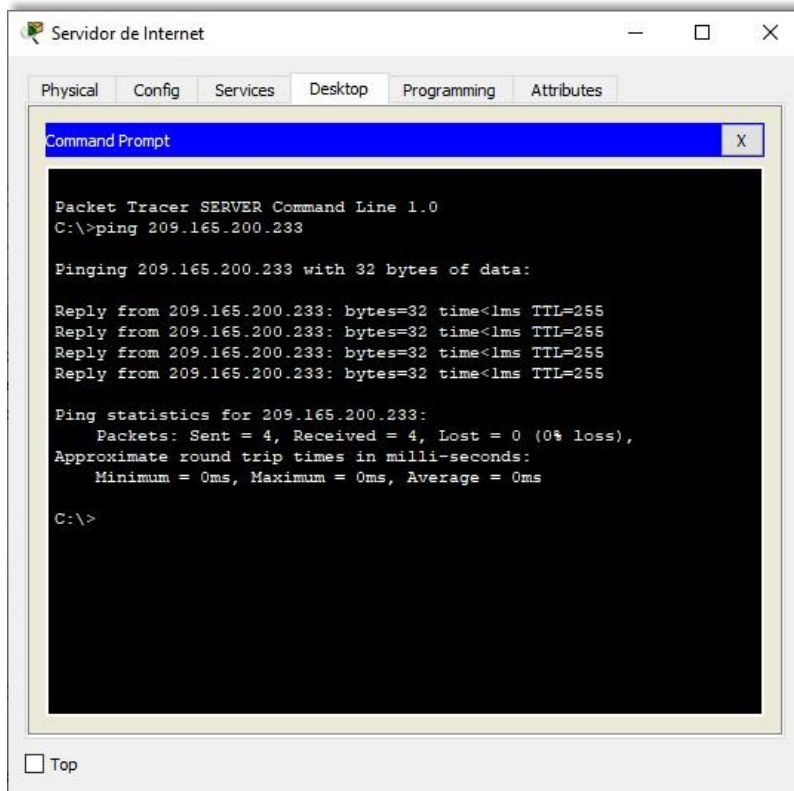 Servidor de Internet
Physical Config Services Desktop Programming Attributes
Command Prompt X
Packet Tracer SERVER Command Line 1.0
C:\>ping 209.165.200.233
Pinging 209.165.200.233 with 32 bytes of data:
Reply from 209.165.200.233: bytes=32 time<1ms TTL=255
Reply from 209.165.200.233: bytes=32 time<1ms TTL=255
Reply from 209.165.200.233: bytes=32 time<1ms TTL=255
Reply from 209.165.200.233: bytes=32 time<1ms TTL=255
Ping statistics for 209.165.200.233:
Packets: Sent = 4, Received = 4, Lost = 0 (0% loss),
Approximate round trip times in milli-seconds:
Minimum = 0ms, Maximum = 0ms, Average = 0ms
C:\>
Top